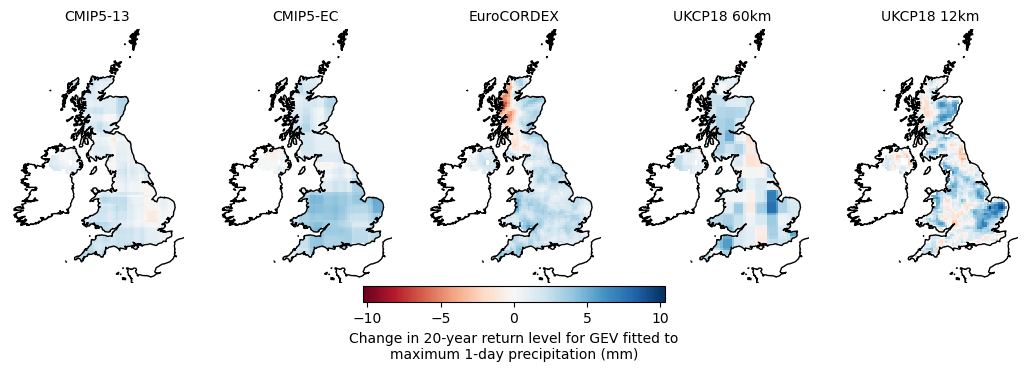 CMIP5-13
CMIP5-EC
EuroCORDEX
UKCP18 60km
UKCP18 12km
−10
−5
0
5
10
Change in 20-year return level for GEV fitted to
maximum 1-day precipitation (mm)